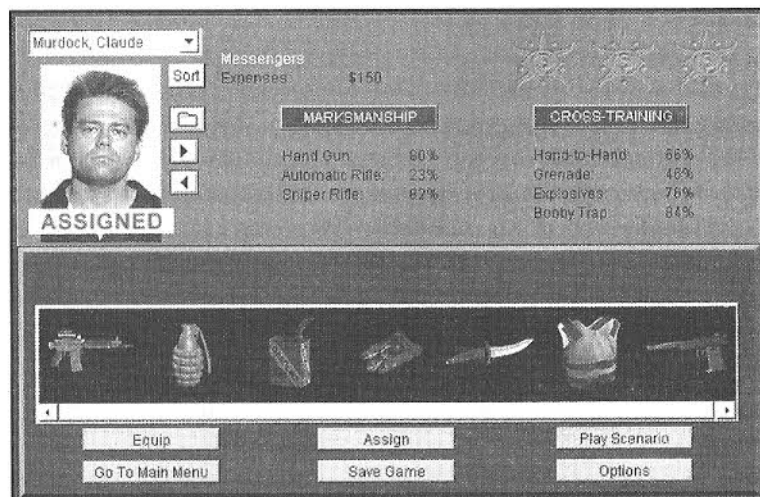 Murdock, Claude
Sort
ASSIGNED
Messengers
Expenses $150
MARKSMANSHIP
Hand Gun: 80%
Automatic Rifle: 23%
Sniper Rifle: 82%
CROSS-TRAINING
Hand-to-Hand: 66%
Grenade: 46%
Explosives: 76%
Booby Trap: 84%
Equip
Assign
Play Scenario
Go To Main Menu
Save Game
Options